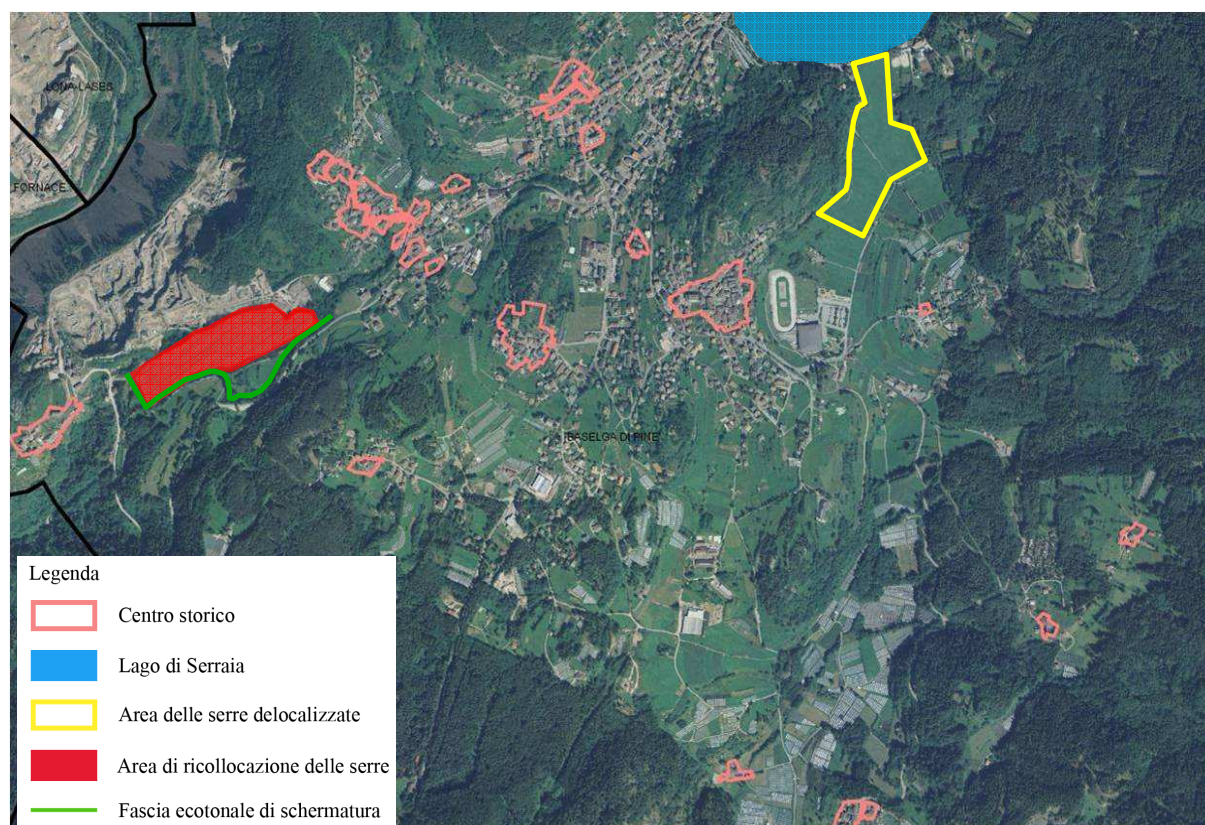 LONA-LASES
FORNACE
BASELGA DI PINE'
Legenda
Centro storico
Lago di Serraia
Area delle serre delocalizzate
Area di ricollocazione delle serre
Fascia ecotonale di schermatura